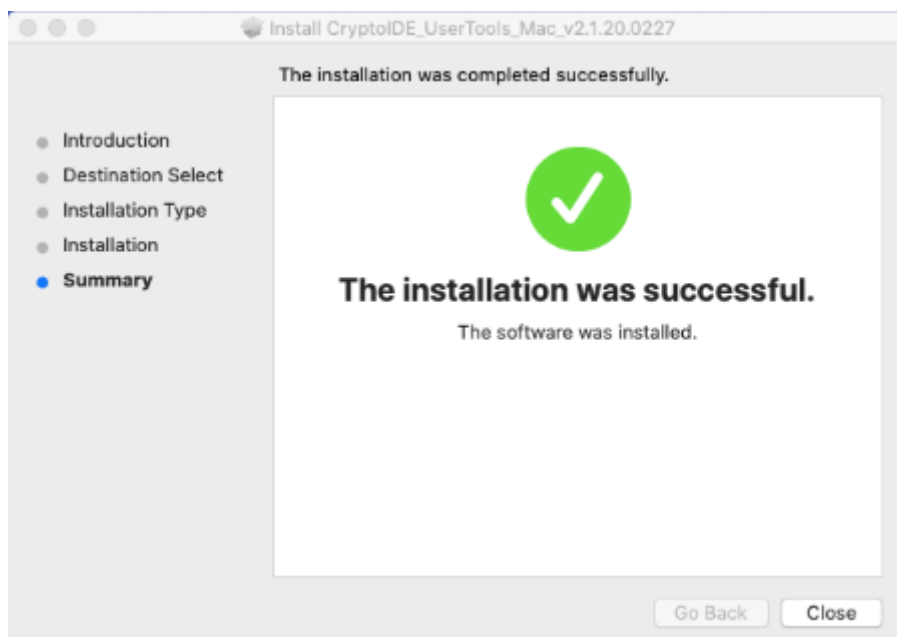 Install CryptoIDE_UserTools_Mac_v2.1.20.0227
The installation was completed successfully.
Introduction
Destination Select
Installation Type
Installation
Summary
The installation was successful.
The software was installed.
Go Back
Close